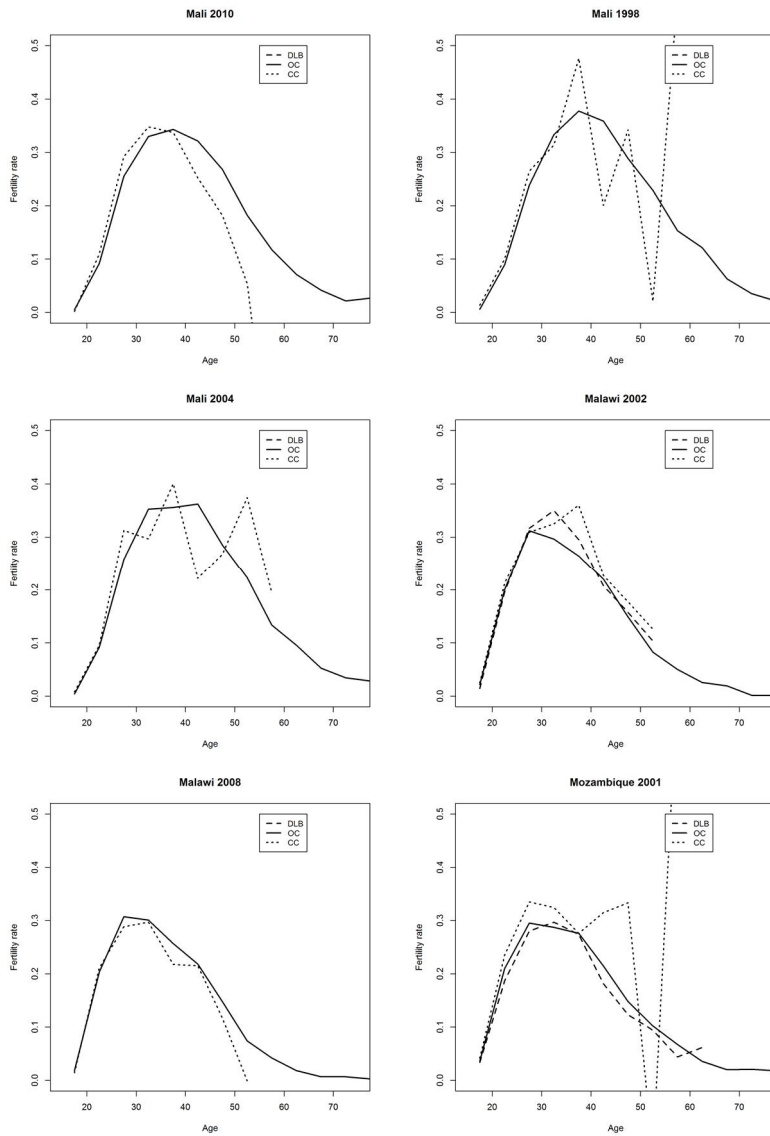 Mali 2010
Fertility rate
0.5
0.4
0.3
0.2
0.1
0.0
DLB
OC
CC
20 30 40 50 60 70
Age
Mali 1998
Fertility rate
0.5
0.4
0.3
0.2
0.1
0.0
DLB
OC
CC
20 30 40 50 60 70
Age
Mali 2004
Fertility rate
0.5
0.4
0.3
0.2
0.1
0.0
DLB
OC
CC
20 30 40 50 60 70
Age
Malawi 2002
Fertility rate
0.5
0.4
0.3
0.2
0.1
0.0
DLB
OC
CC
20 30 40 50 60 70
Age
Malawi 2008
Fertility rate
0.5
0.4
0.3
0.2
0.1
0.0
DLB
OC
CC
20 30 40 50 60 70
Age
Mozambique 2001
Fertility rate
0.5
0.4
0.3
0.2
0.1
0.0
DLB
OC
CC
20 30 40 50 60 70
Age